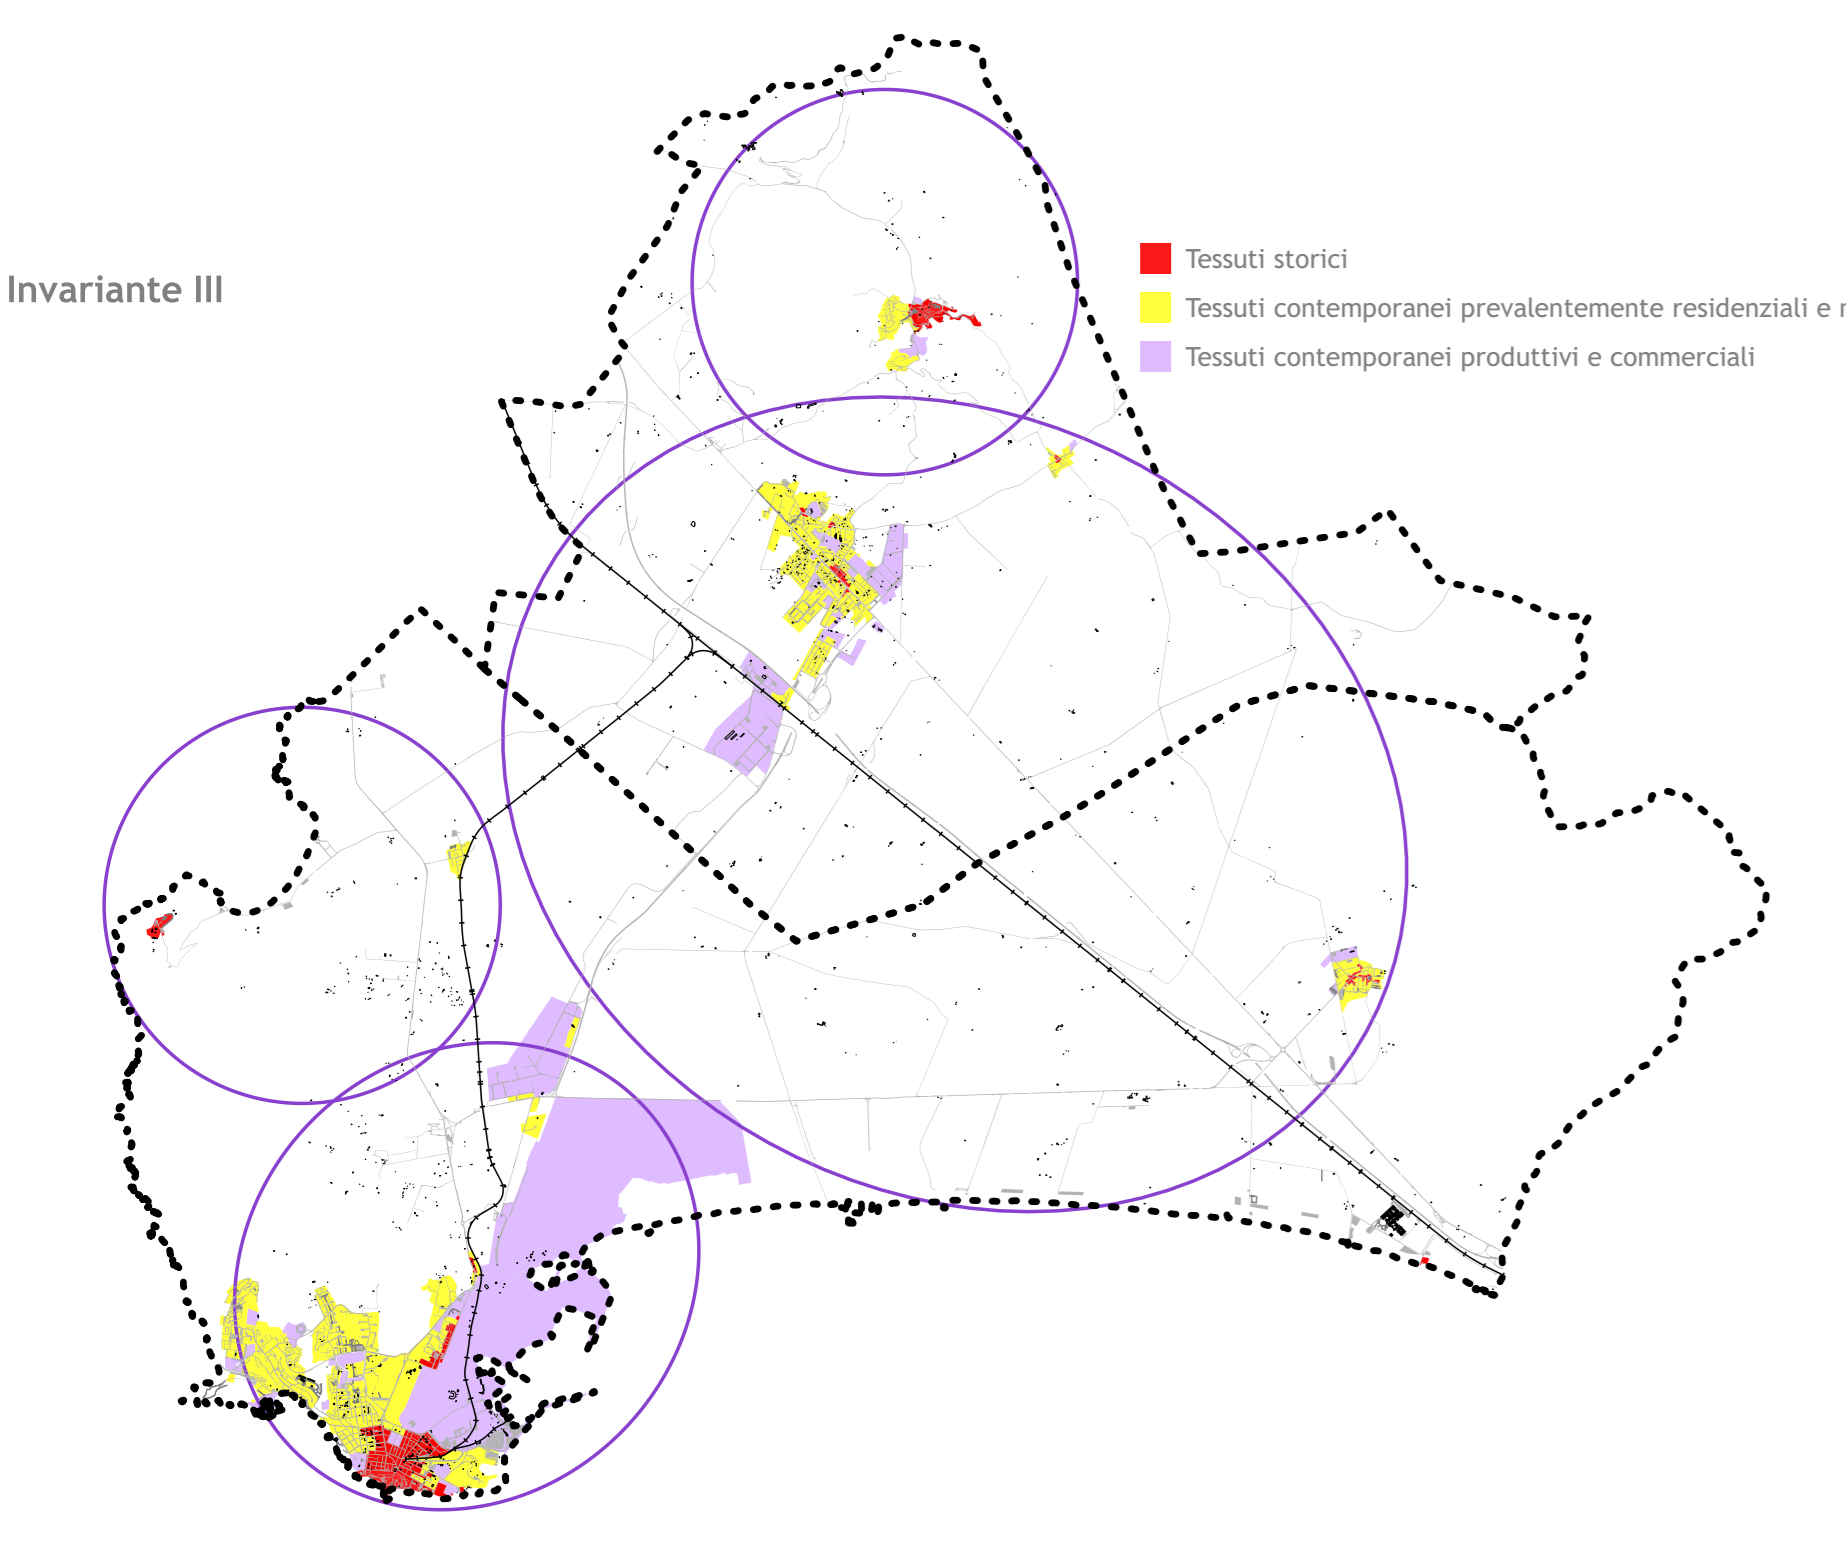 Invariante III
Tessuti storici
Tessuti contemporanei prevalentemente residenziali e
Tessuti contemporanei produttivi e commerciali